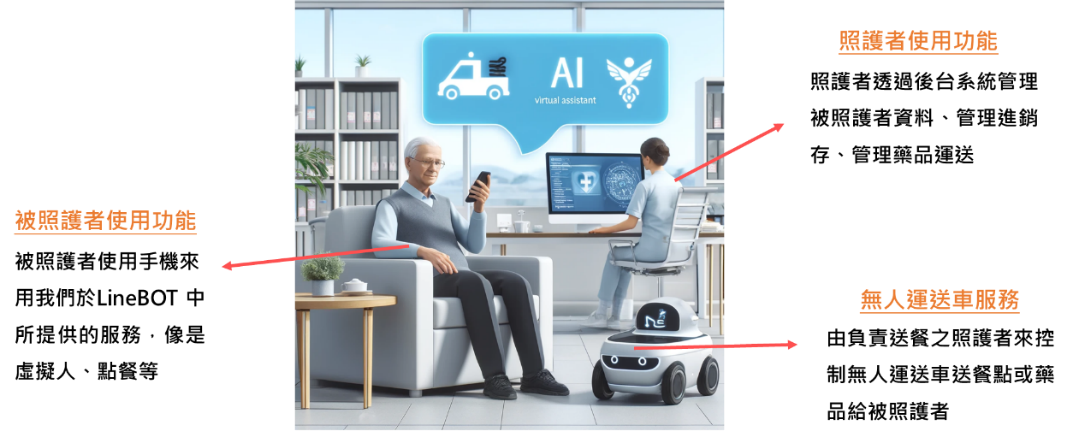 照護者使用功能
照護者透過後台系統管理
被照護者資料、管理進銷
存、管理藥品運送
AI
virtual assistant
被照護者使用功能
被照護者使用手機來
用我們於LineBOT 中
所提供的服務，像是
虛擬人、點餐等
無人運送車服務
由負責送餐之照護者來控
制無人運送車送餐點或藥
品給被照護者